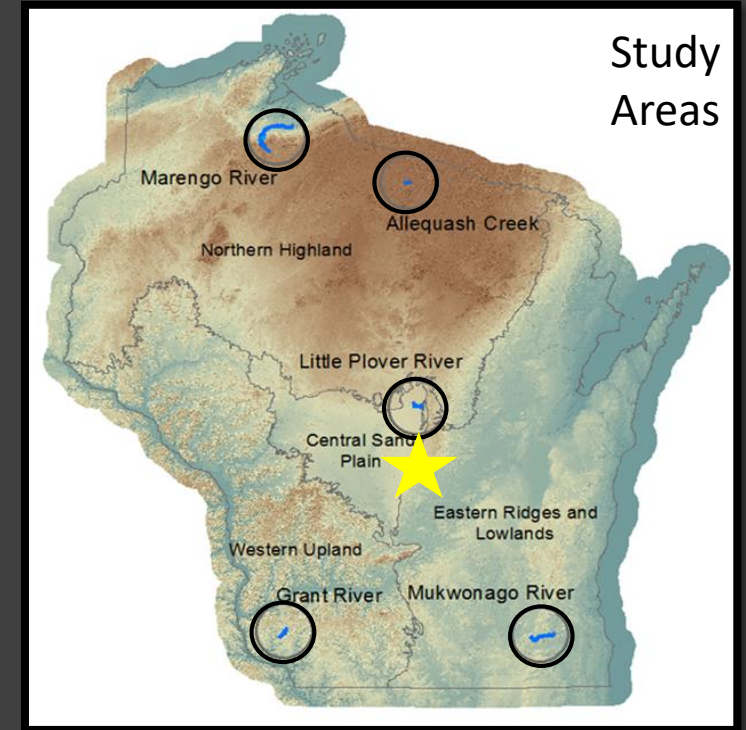 Study
Areas
Marengo River
Allequash Creek
Northern Highland
Little Plover River
Central Sand
Plain
Eastern Ridges and
Lowlands
Western Upland
Grant River
Mukwonago River